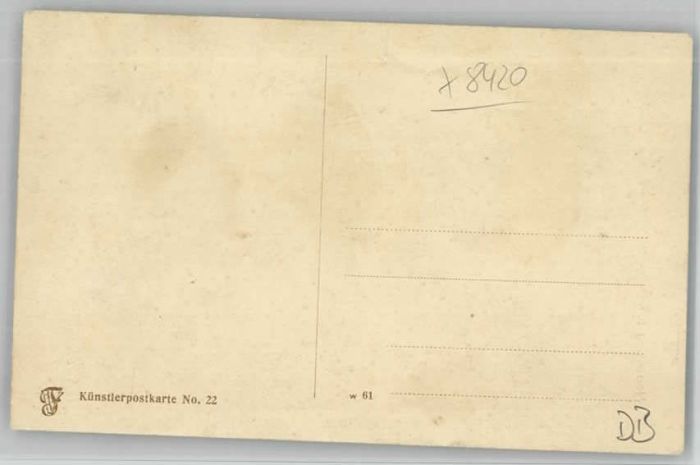 x 8420
Künstlerpostkarte No. 22
w 61
DB